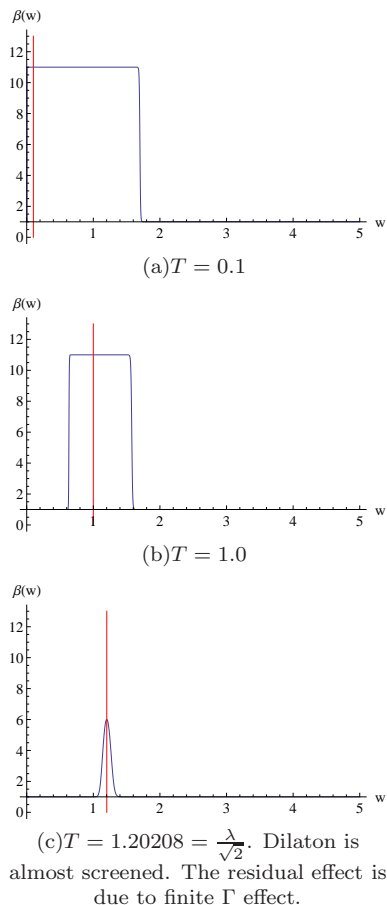 β(w)
12
10
8
6
4
2
0
1 2 3 4 5 w
(a)T = 0.1
β(w)
12
10
8
6
4
2
0
1 2 3 4 5 w
(b)T = 1.0
β(w)
12
10
8
6
4
2
0
1 2 3 4 5 w
(c)T = 1.20208 = λ/√2. Dilaton is
almost screened. The residual effect is
due to finite Γ effect.